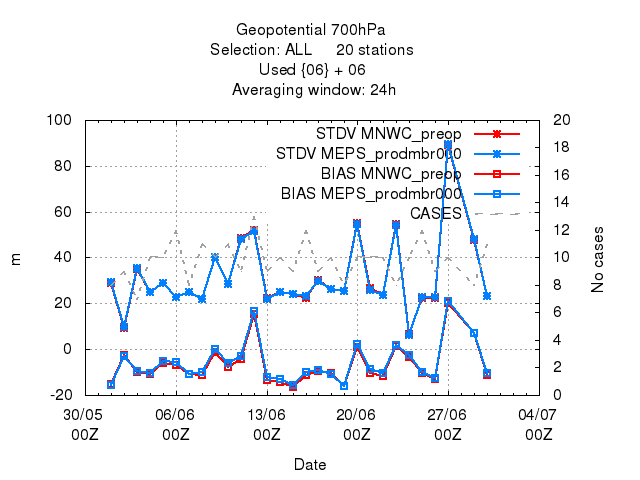 Geopotential 700hPa
Selection: ALL 20 stations
Used {06} + 06
Averaging window: 24h
STDV MNWC_preop
STDV MEPS_prodmbr000
BIAS MNWC_preop
BIAS MEPS_prodmbr000
CASES
100
80
60
40
20
0
-20
m
20
18
16
14
12
10
8
6
4
2
0
No cases
30/05 06/06 13/06 20/06 27/06 04/07
00Z 00Z 00Z 00Z 00Z 00Z
Date